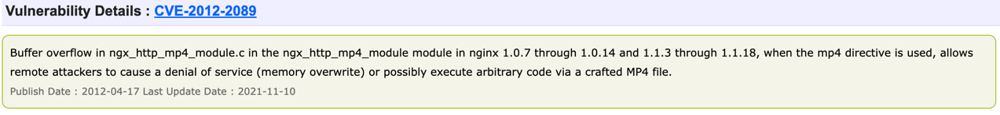 Vulnerability Details : CVE-2012-2089
Buffer overflow in ngx_http_mp4_module.c in the ngx_http_mp4_module module in nginx 1.0.7 through 1.0.14 and 1.1.3 through 1.1.18, when the mp4 directive is used, allows
remote attackers to cause a denial of service (memory overwrite) or possibly execute arbitrary code via a crafted MP4 file.
Publish Date : 2012-04-17 Last Update Date : 2021-11-10